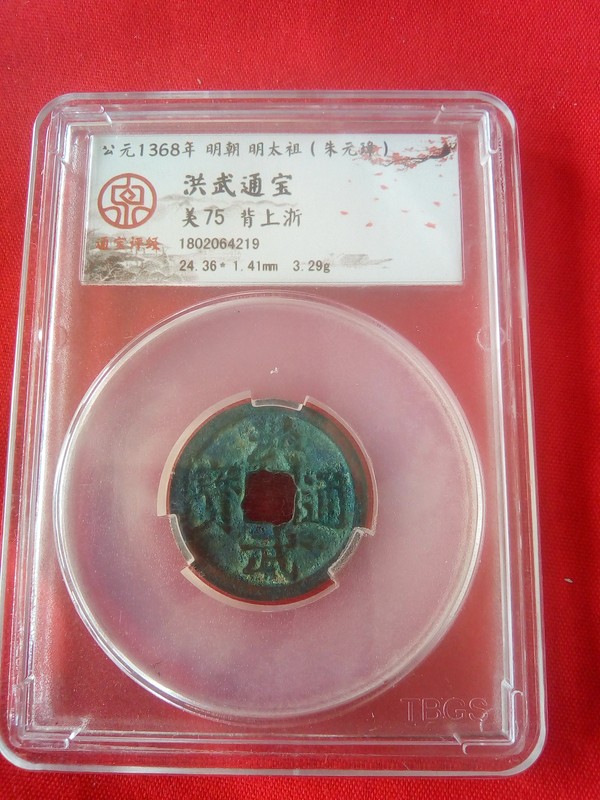 公元1368年 明朝 明太祖(朱元璋)
洪武通宝
美75 背上浙
通宝评级
1802064219
24.36*1.41mm 3.29g
洪
寳 通
武
TBGS